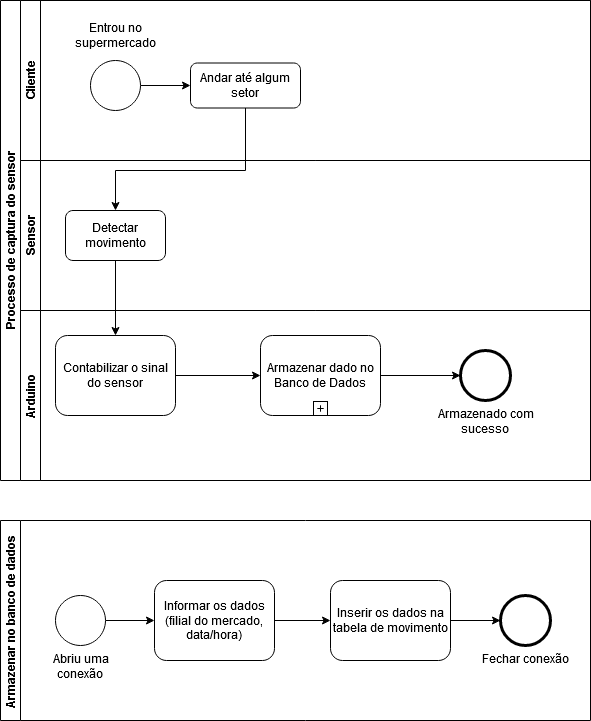 Processo de captura do sensor
Cliente
Entrou no
supermercado
Andar até algum
setor
Sensor
Detectar
movimento
Arduino
Contabilizar o sinal
do sensor
Armazenar dado no
Banco de Dados
+
Armazenado com
sucesso
Armazenar no banco de dados
Abriu uma
conexão
Informar os dados
(filial do mercado,
data/hora)
Inserir os dados na
tabela de movimento
Fechar conexão